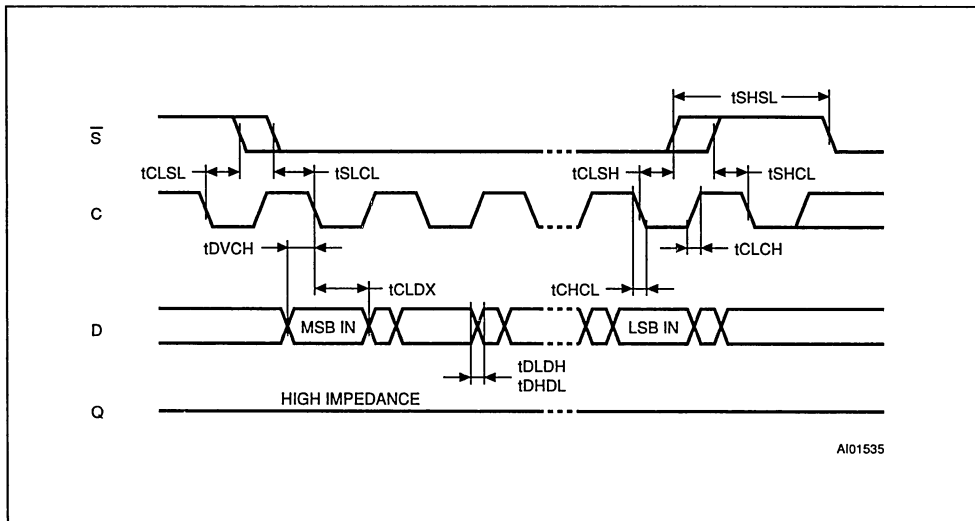 tSHSL
S̅
tCLSL
tSLCL
tCLSH
tSHCL
C
tDVCH
tCLCH
tCLDX
tCHCL
D
MSB IN
LSB IN
tDLDH
tDHDL
HIGH IMPEDANCE
Q
AI01535